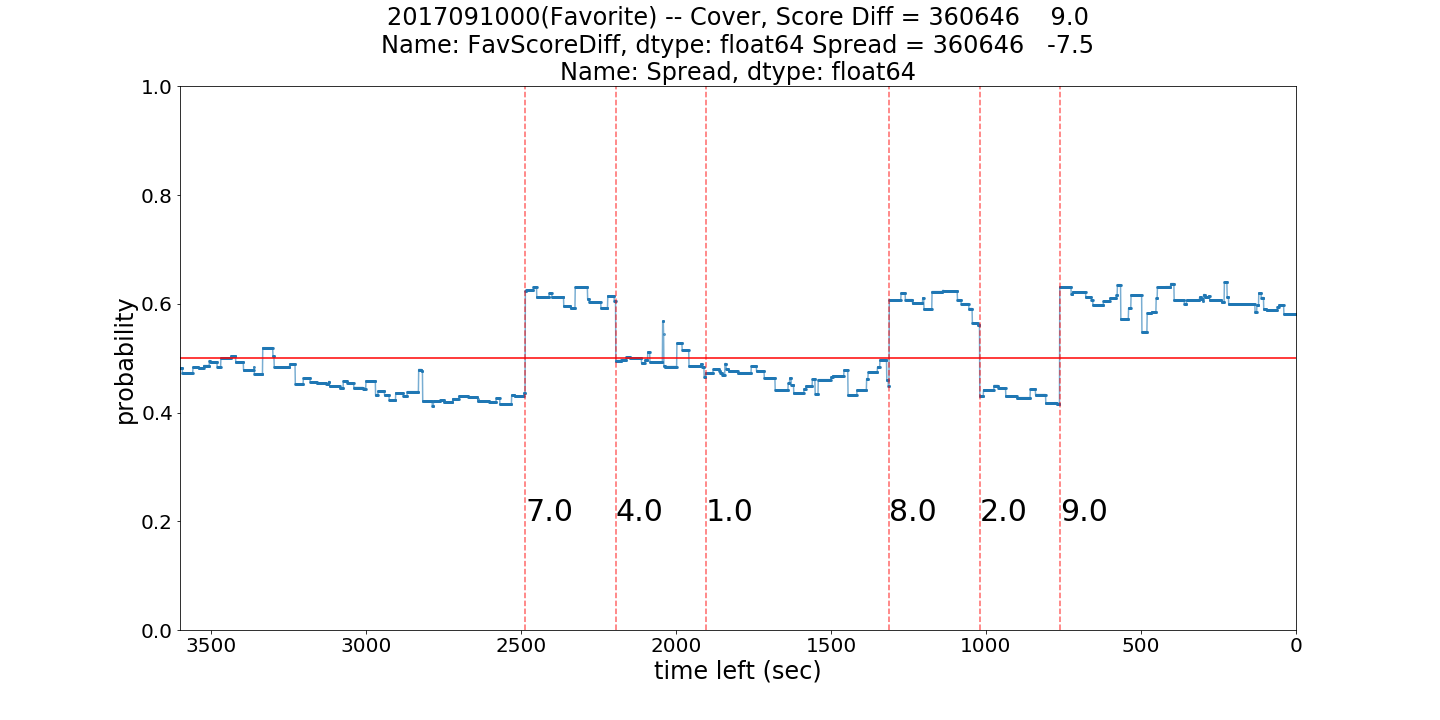 2017091000(Favorite) -- Cover, Score Diff = 360646    9.0
Name: FavScoreDiff, dtype: float64 Spread = 360646   -7.5
Name: Spread, dtype: float64
1.0
0.8
0.6
0.4
0.2
0.0
probability
7.0 4.0 1.0 8.0 2.0 9.0
3500 3000 2500 2000 1500 1000 500 0
time left (sec)